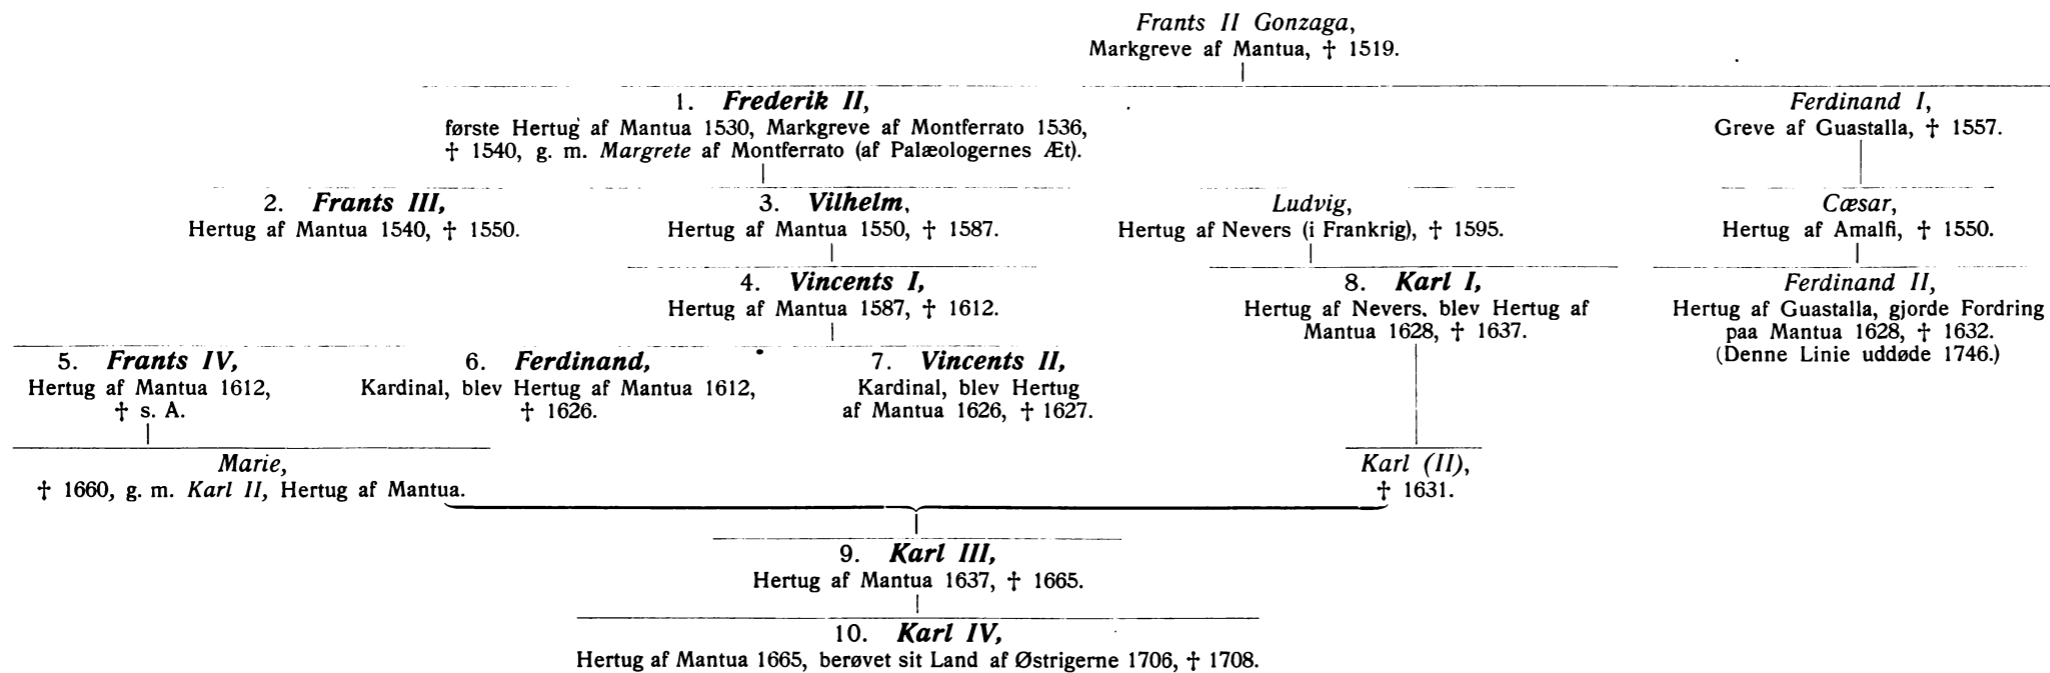 Frants II Gonzaga,
Markgreve af Mantua, † 1519.
1. Frederik II,
første Hertug af Mantua 1530, Markgreve af Montferrato 1536,
† 1540, g. m. Margrete af Montferrato (af Palæologernes Æt).
Ferdinand I,
Greve af Guastalla, † 1557.
2. Frants III,
Hertug af Mantua 1540, † 1550.
3. Vilhelm,
Hertug af Mantua 1550, † 1587.
Ludvig,
Hertug af Nevers (i Frankrig), † 1595.
Cæsar,
Hertug af Amalfi, † 1550.
4. Vincents I,
Hertug af Mantua 1587, † 1612.
8. Karl I,
Hertug af Nevers, blev Hertug af
Mantua 1628, † 1637.
Ferdinand II,
Hertug af Guastalla, gjorde Fordring
paa Mantua 1628, † 1632.
(Denne Linie uddøde 1746.)
5. Frants IV,
Hertug af Mantua 1612,
† s. A.
6. Ferdinand,
Kardinal, blev Hertug af Mantua 1612,
† 1626.
7. Vincents II,
Kardinal, blev Hertug
af Mantua 1626, † 1627.
Marie,
† 1660, g. m. Karl II, Hertug af Mantua.
Karl (II),
† 1631.
9. Karl III,
Hertug af Mantua 1637, † 1665.
10. Karl IV,
Hertug af Mantua 1665, berøvet sit Land af Østrigerne 1706, † 1708.